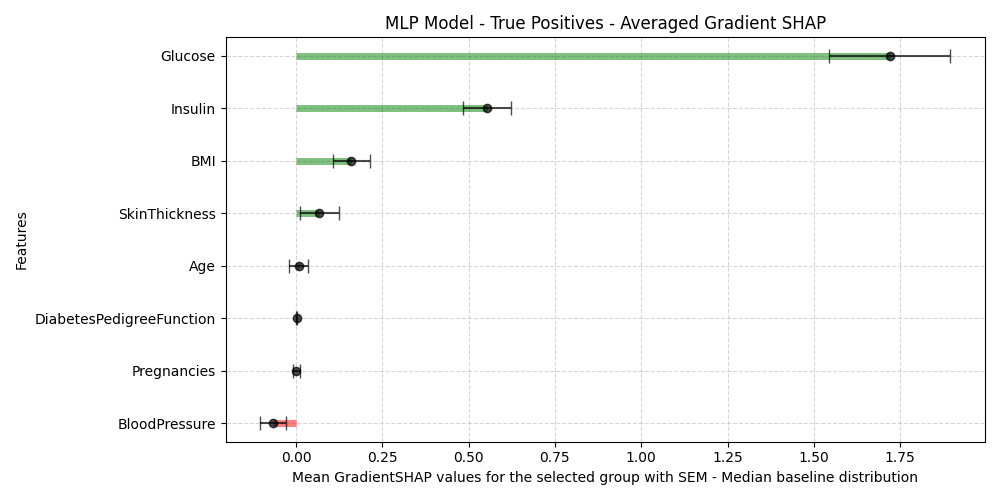 MLP Model - True Positives - Averaged Gradient SHAP
Features
Glucose
Insulin
BMI
SkinThickness
Age
DiabetesPedigreeFunction
Pregnancies
BloodPressure
0.00 0.25 0.50 0.75 1.00 1.25 1.50 1.75
Mean GradientSHAP values for the selected group with SEM - Median baseline distribution